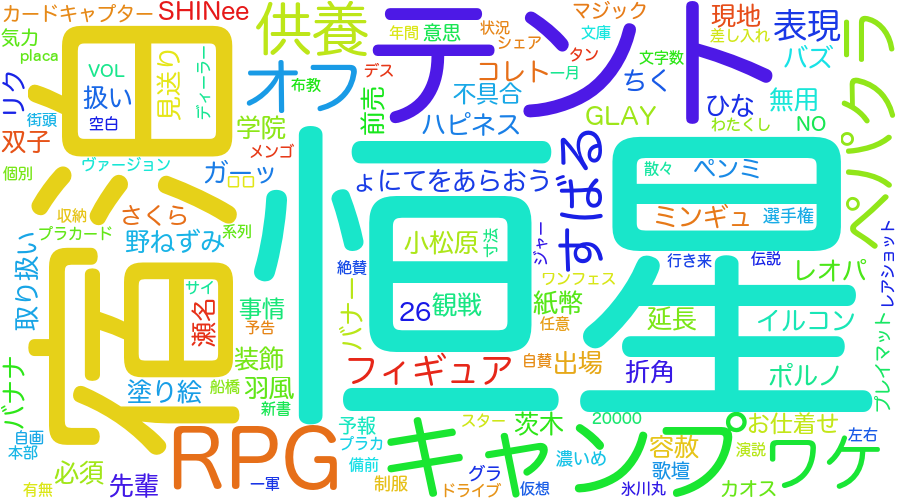 カードキャプター
SHINee
供養
年間
意思
状況
シェア
マジック
文庫
現地
差し入れ
表現
ペンパクラ
気力
placa
VOL
見送り
ディーラー
オフ
布教
デス
テント
コレト
一月
タン
文字数
ちく
バズ
リク
扱い
空白
街頭
双子
学院
前売
不具合
GLAY
ひな
無用
わたくし
NO
メンゴ
ハピネス
ヴァージョン
ガーッ
個別
ょにてをあらおう
すばる
散々
ペンミ
ミンギュ
選手権
収納
プラカード
さくら
野ねずみ
系列
小松原
ジャー
恒星
取り扱い
サイ
瀬名
事情
予告
絶賛
バナー
26
観戦
行き来
伝説
レアショット
レオパ
ワンフェス
紙幣
任意
延長
イルコン
装飾
フィギュア
自賛
出場
折角
ポルノ
プレイマット
バナナ
塗り絵
船橋
羽風
新書
自画
本部
RPG
予報
プラカ
備前
キャンプ
スター
茨木
20000
お仕着せ
左右
演説
ワケ
必須
有無
先輩
一軍
制服
ドライブ
グラ
仮想
濃いめ
容赦
歌壇
氷川丸
カオス